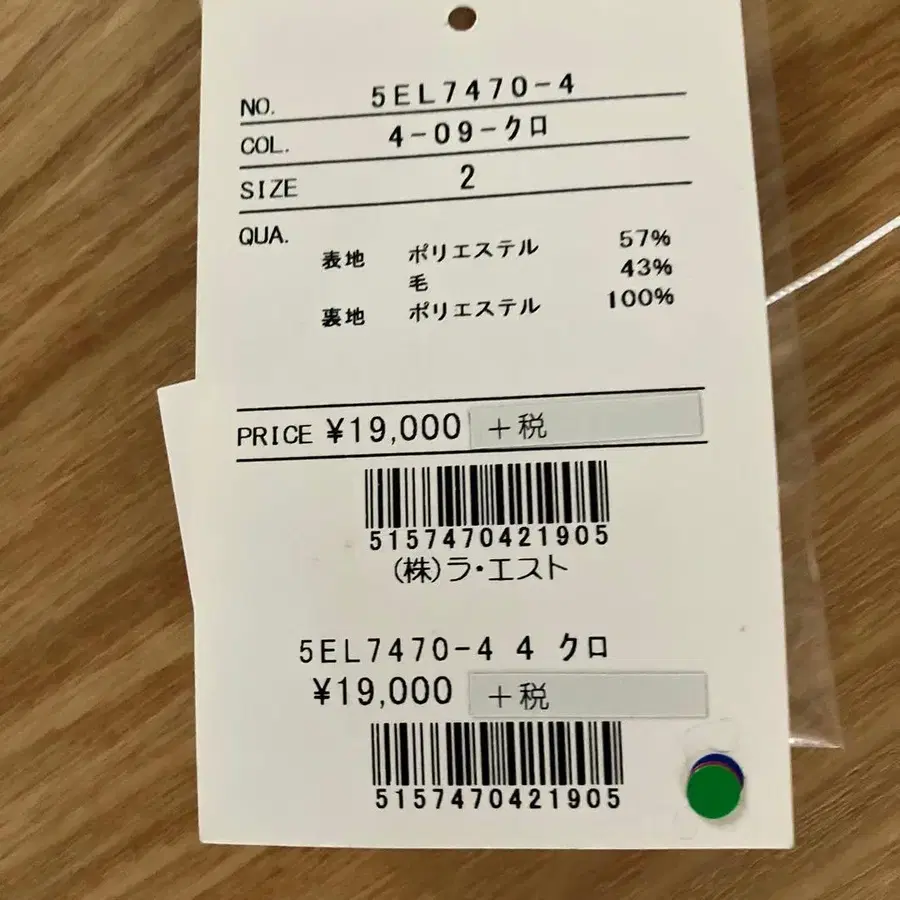 NO. 5EL7470-4
COL. 4-09-クロ
SIZE 2
QUA.
表地 ポリエステル 57%
毛 43%
裏地 ポリエステル 100%
PRICE ¥19,000 +税
5157470421905
(株)ラ・エスト
5EL7470-4 4 クロ
¥19,000 +税
5157470421905